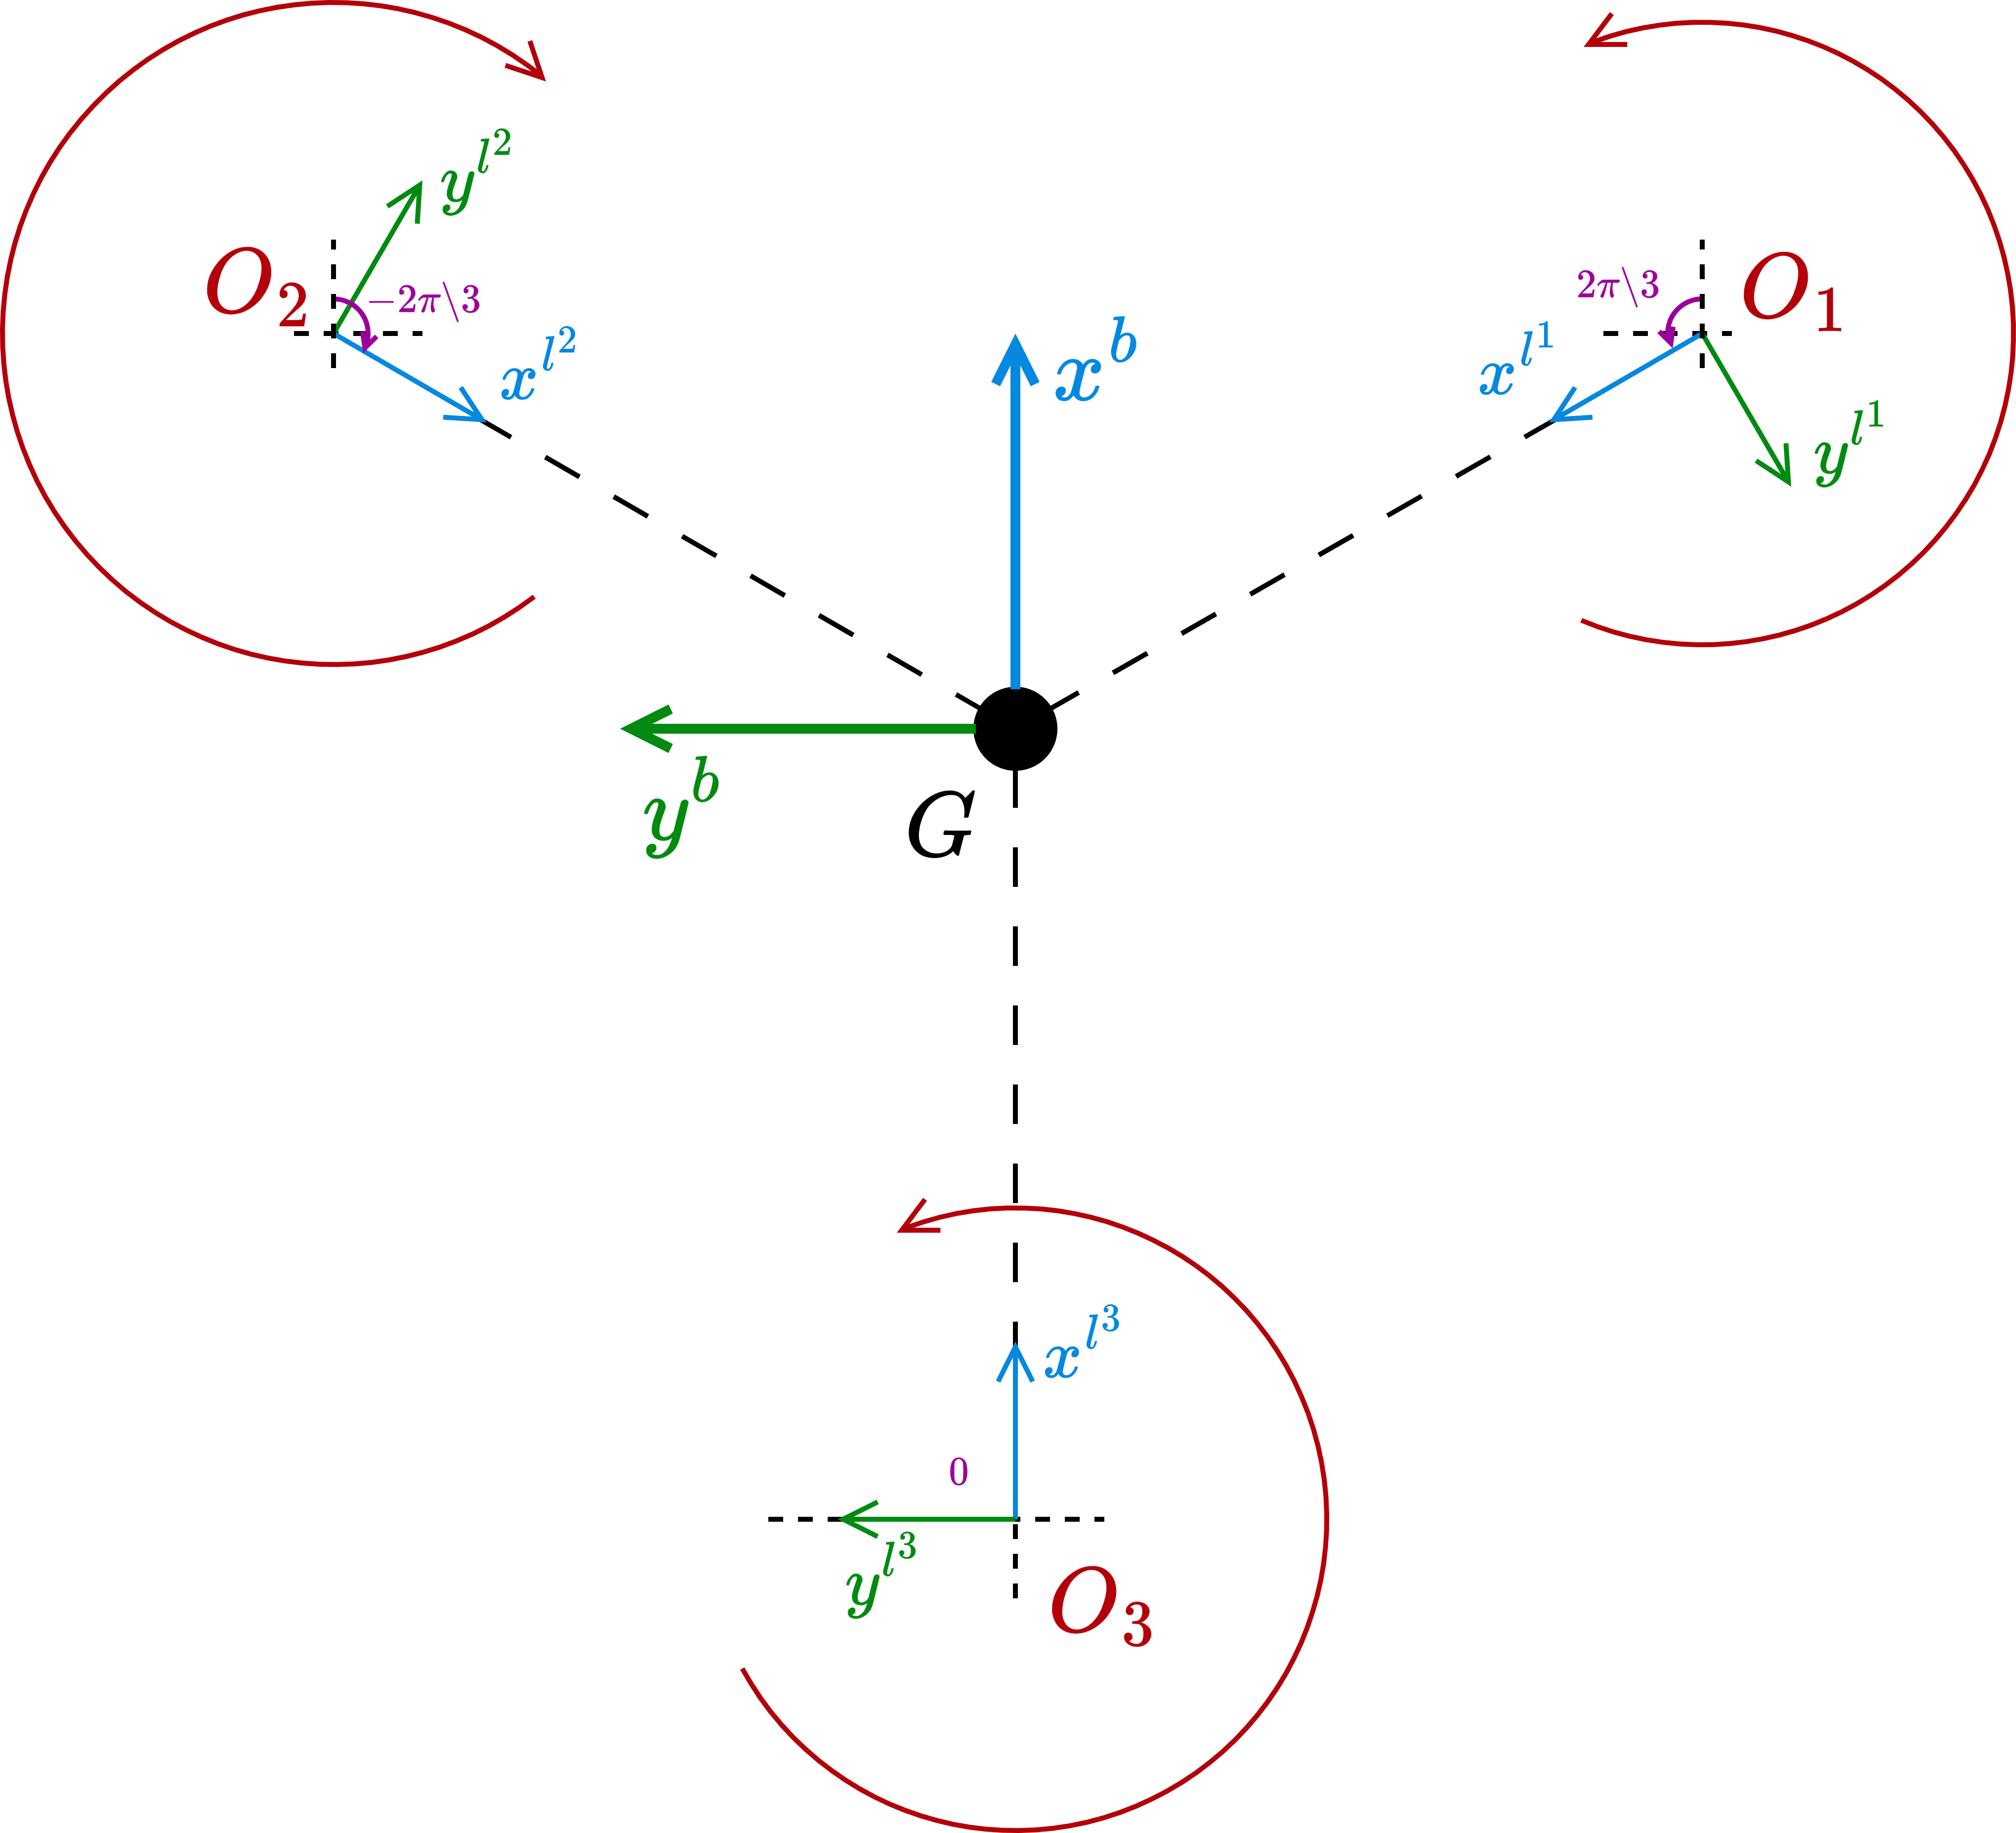 y^{l^2}
O_2
-2π\3
x^{l^2}
2π\3
O_1
x^b
x^{l^1}
y^{l^1}
y^b
G
x^{l^3}
0
y^{l^3}
O_3